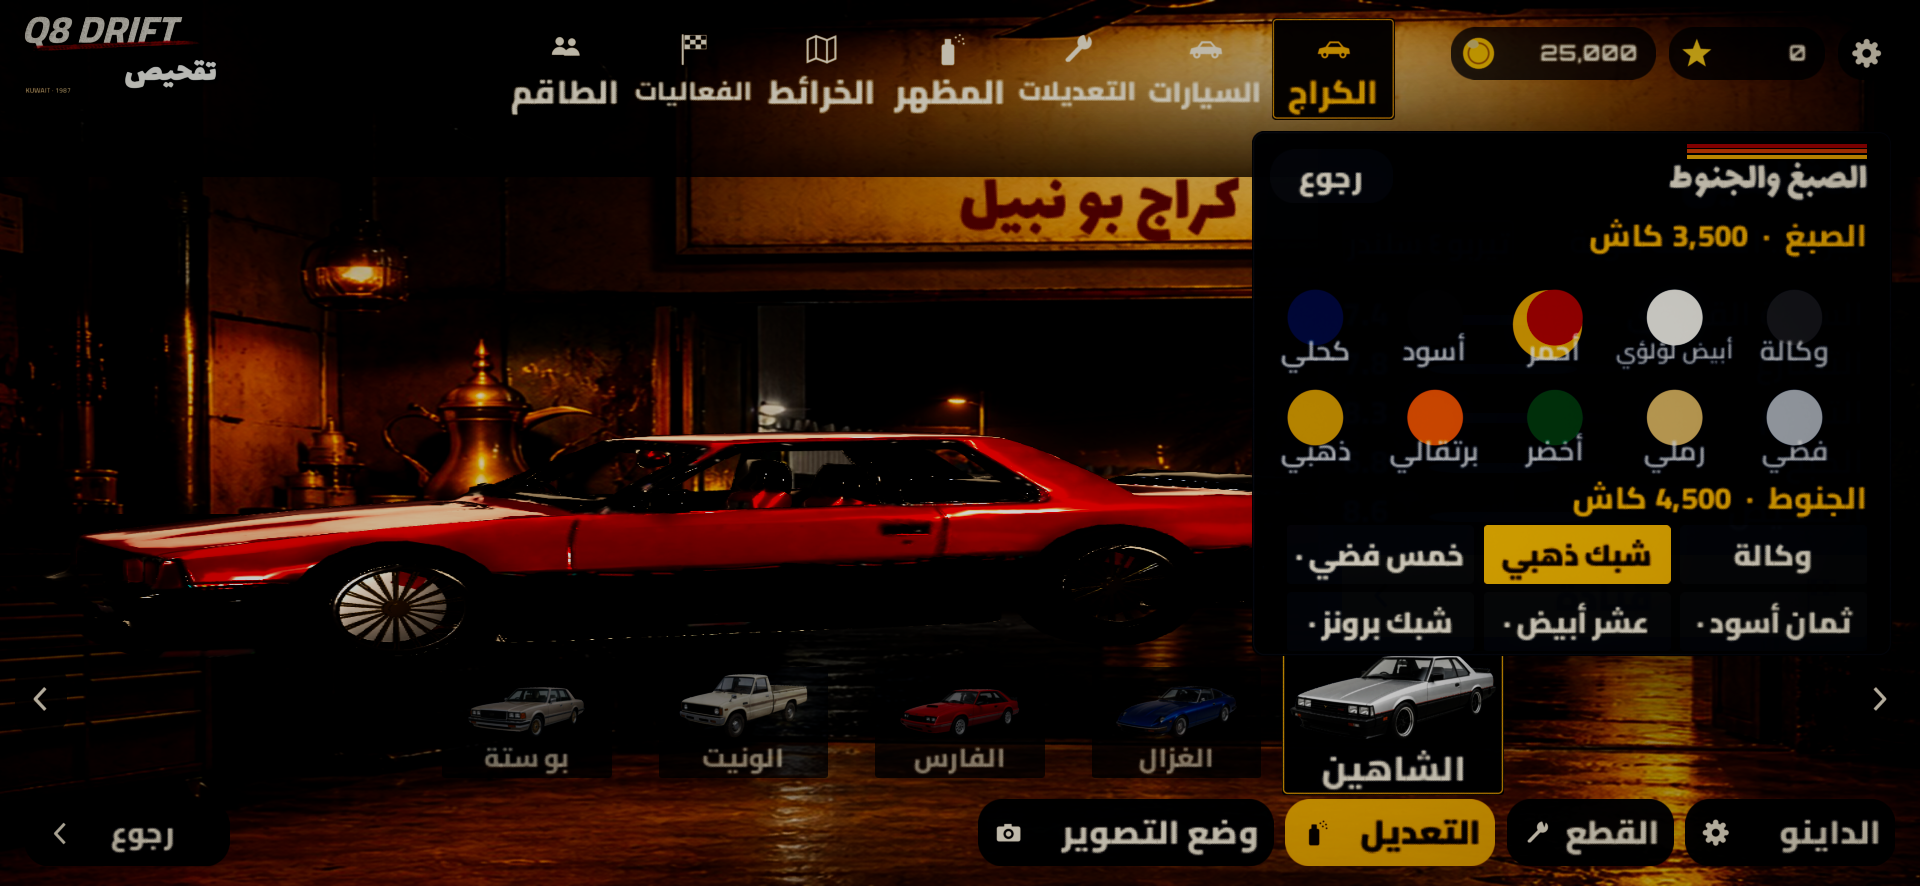 Q8 DRIFT
تفحيص
KUWAIT · 1987
0
25,000
الكراج
السيارات
التعديلات
المظهر
الخرائط
الفعاليات
الطاقم
كراج بو نبيل
الصبغ والجنوط
رجوع
الصبغ · 3,500 كاش
وكالة
أبيض لؤلؤي
أحمر
أسود
كحلي
فضي
رملي
أخضر
برتقالي
ذهبي
الجنوط · 4,500 كاش
وكالة
شبك ذهبي
خمس فضي ·
ثمان أسود ·
عشر أبيض ·
شبك برونز ·
الشاهين
الغزال
الفارس
الونيت
بو ستة
الداينو
القطع
التعديل
وضع التصوير
رجوع